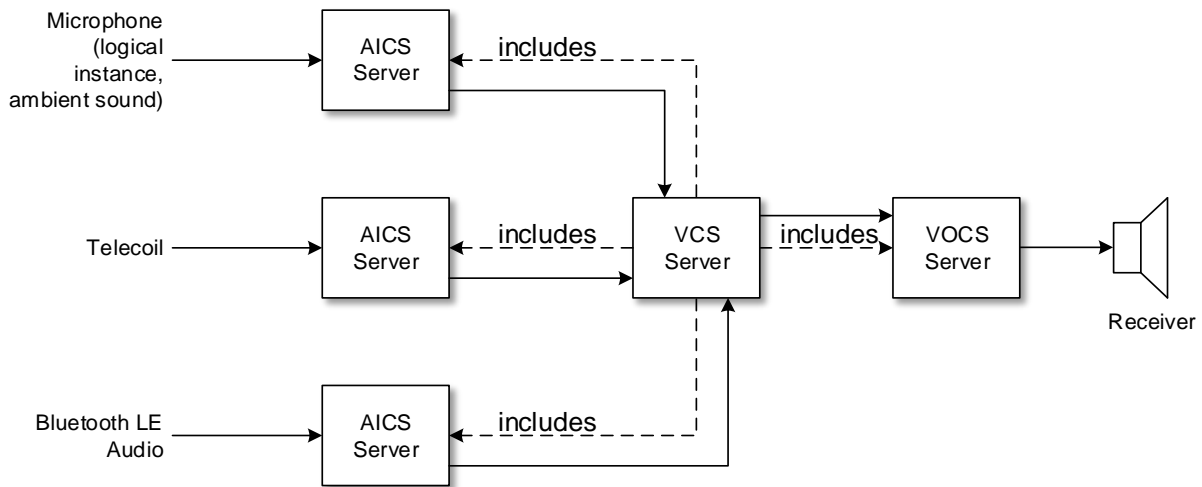 Microphone
(logical
instance,
ambient sound)
AICS
Server
includes
Telecoil
AICS
Server
includes
VCS
Server
includes
VOCS
Server
Receiver
Bluetooth LE
Audio
AICS
Server
includes